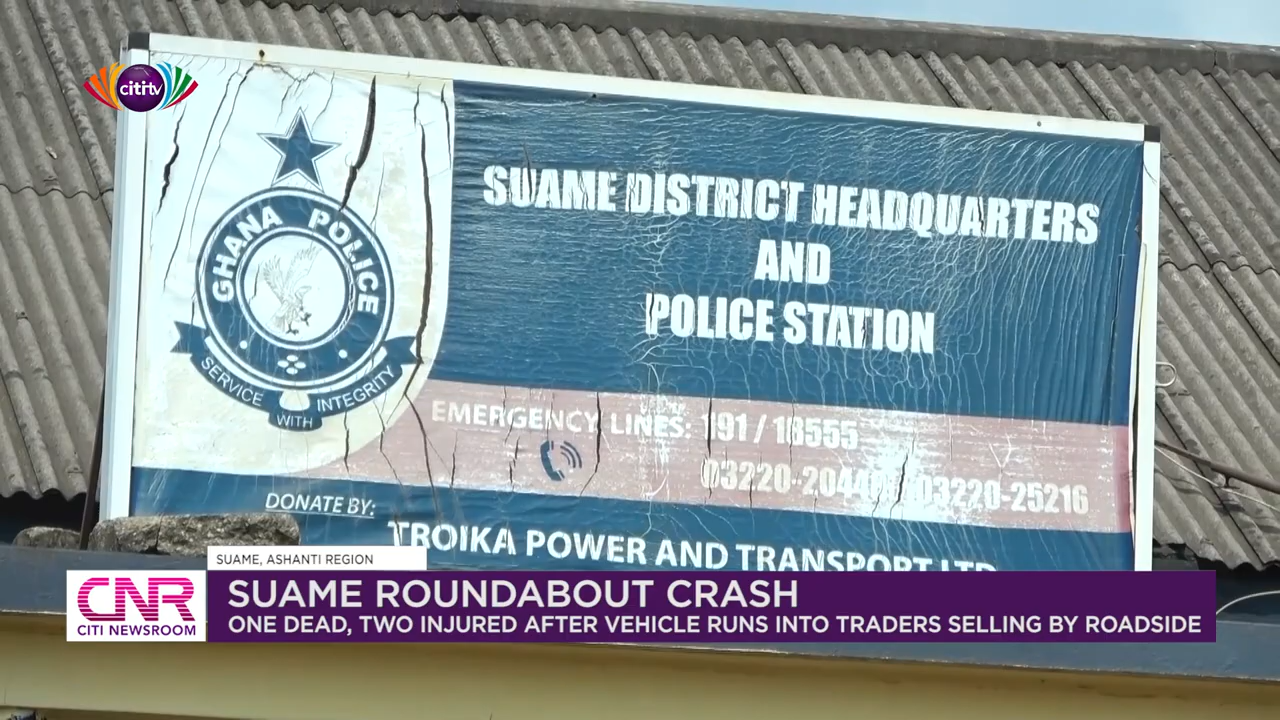 citi tv
SUAME DISTRICT HEADQUARTERS
AND
POLICE STATION
GHANA POLICE
SERVICE WITH INTEGRITY
EMERGENCY LINES: 191 / 18555
03220-25216
DONATE BY:
TROIKA POWER AND TRANSPORT LTD
SUAME, ASHANTI REGION
CNR
CITI NEWSROOM
SUAME ROUNDABOUT CRASH
ONE DEAD, TWO INJURED AFTER VEHICLE RUNS INTO TRADERS SELLING BY ROADSIDE